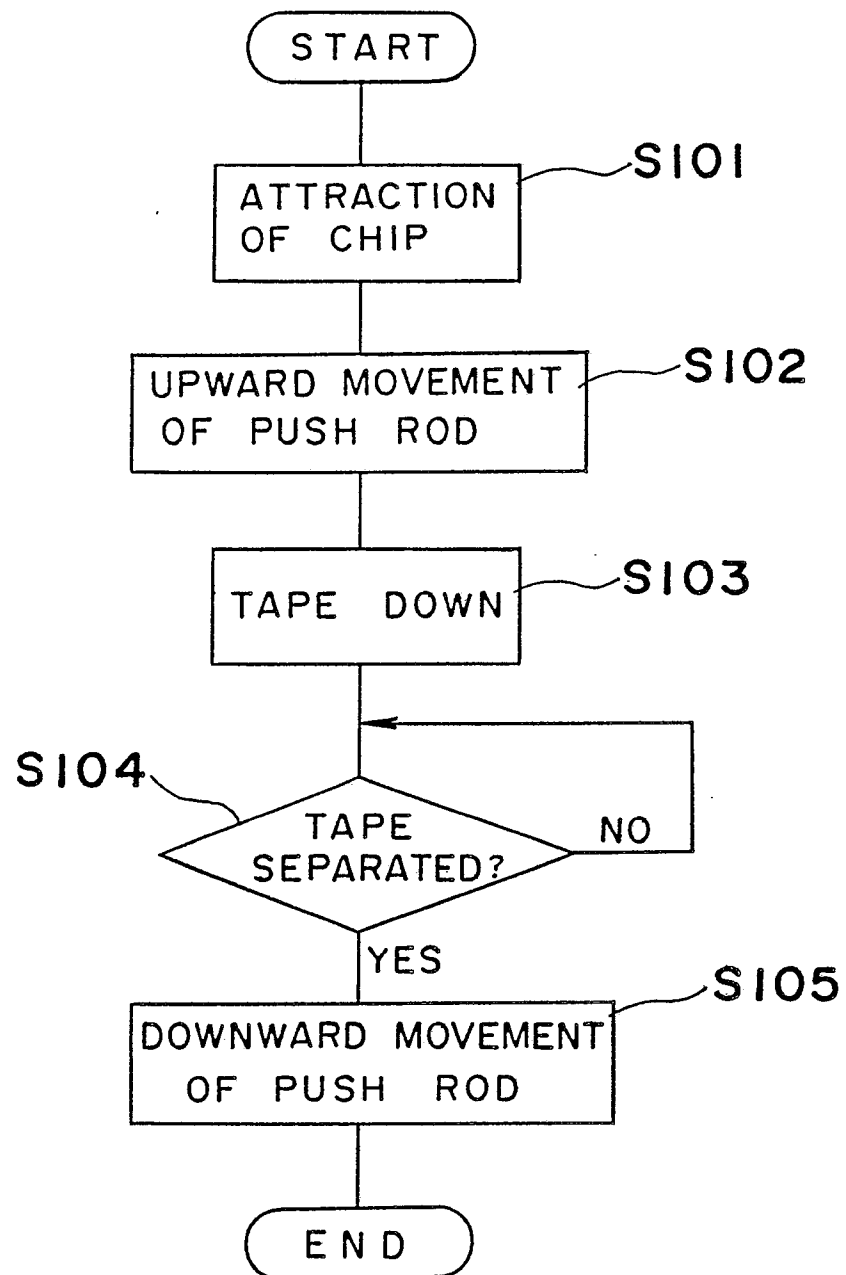 START
S101
ATTRACTION
OF CHIP
S102
UPWARD MOVEMENT
OF PUSH ROD
S103
TAPE DOWN
S104
TAPE
SEPARATED?
NO
YES
S105
DOWNWARD MOVEMENT
OF PUSH ROD
END